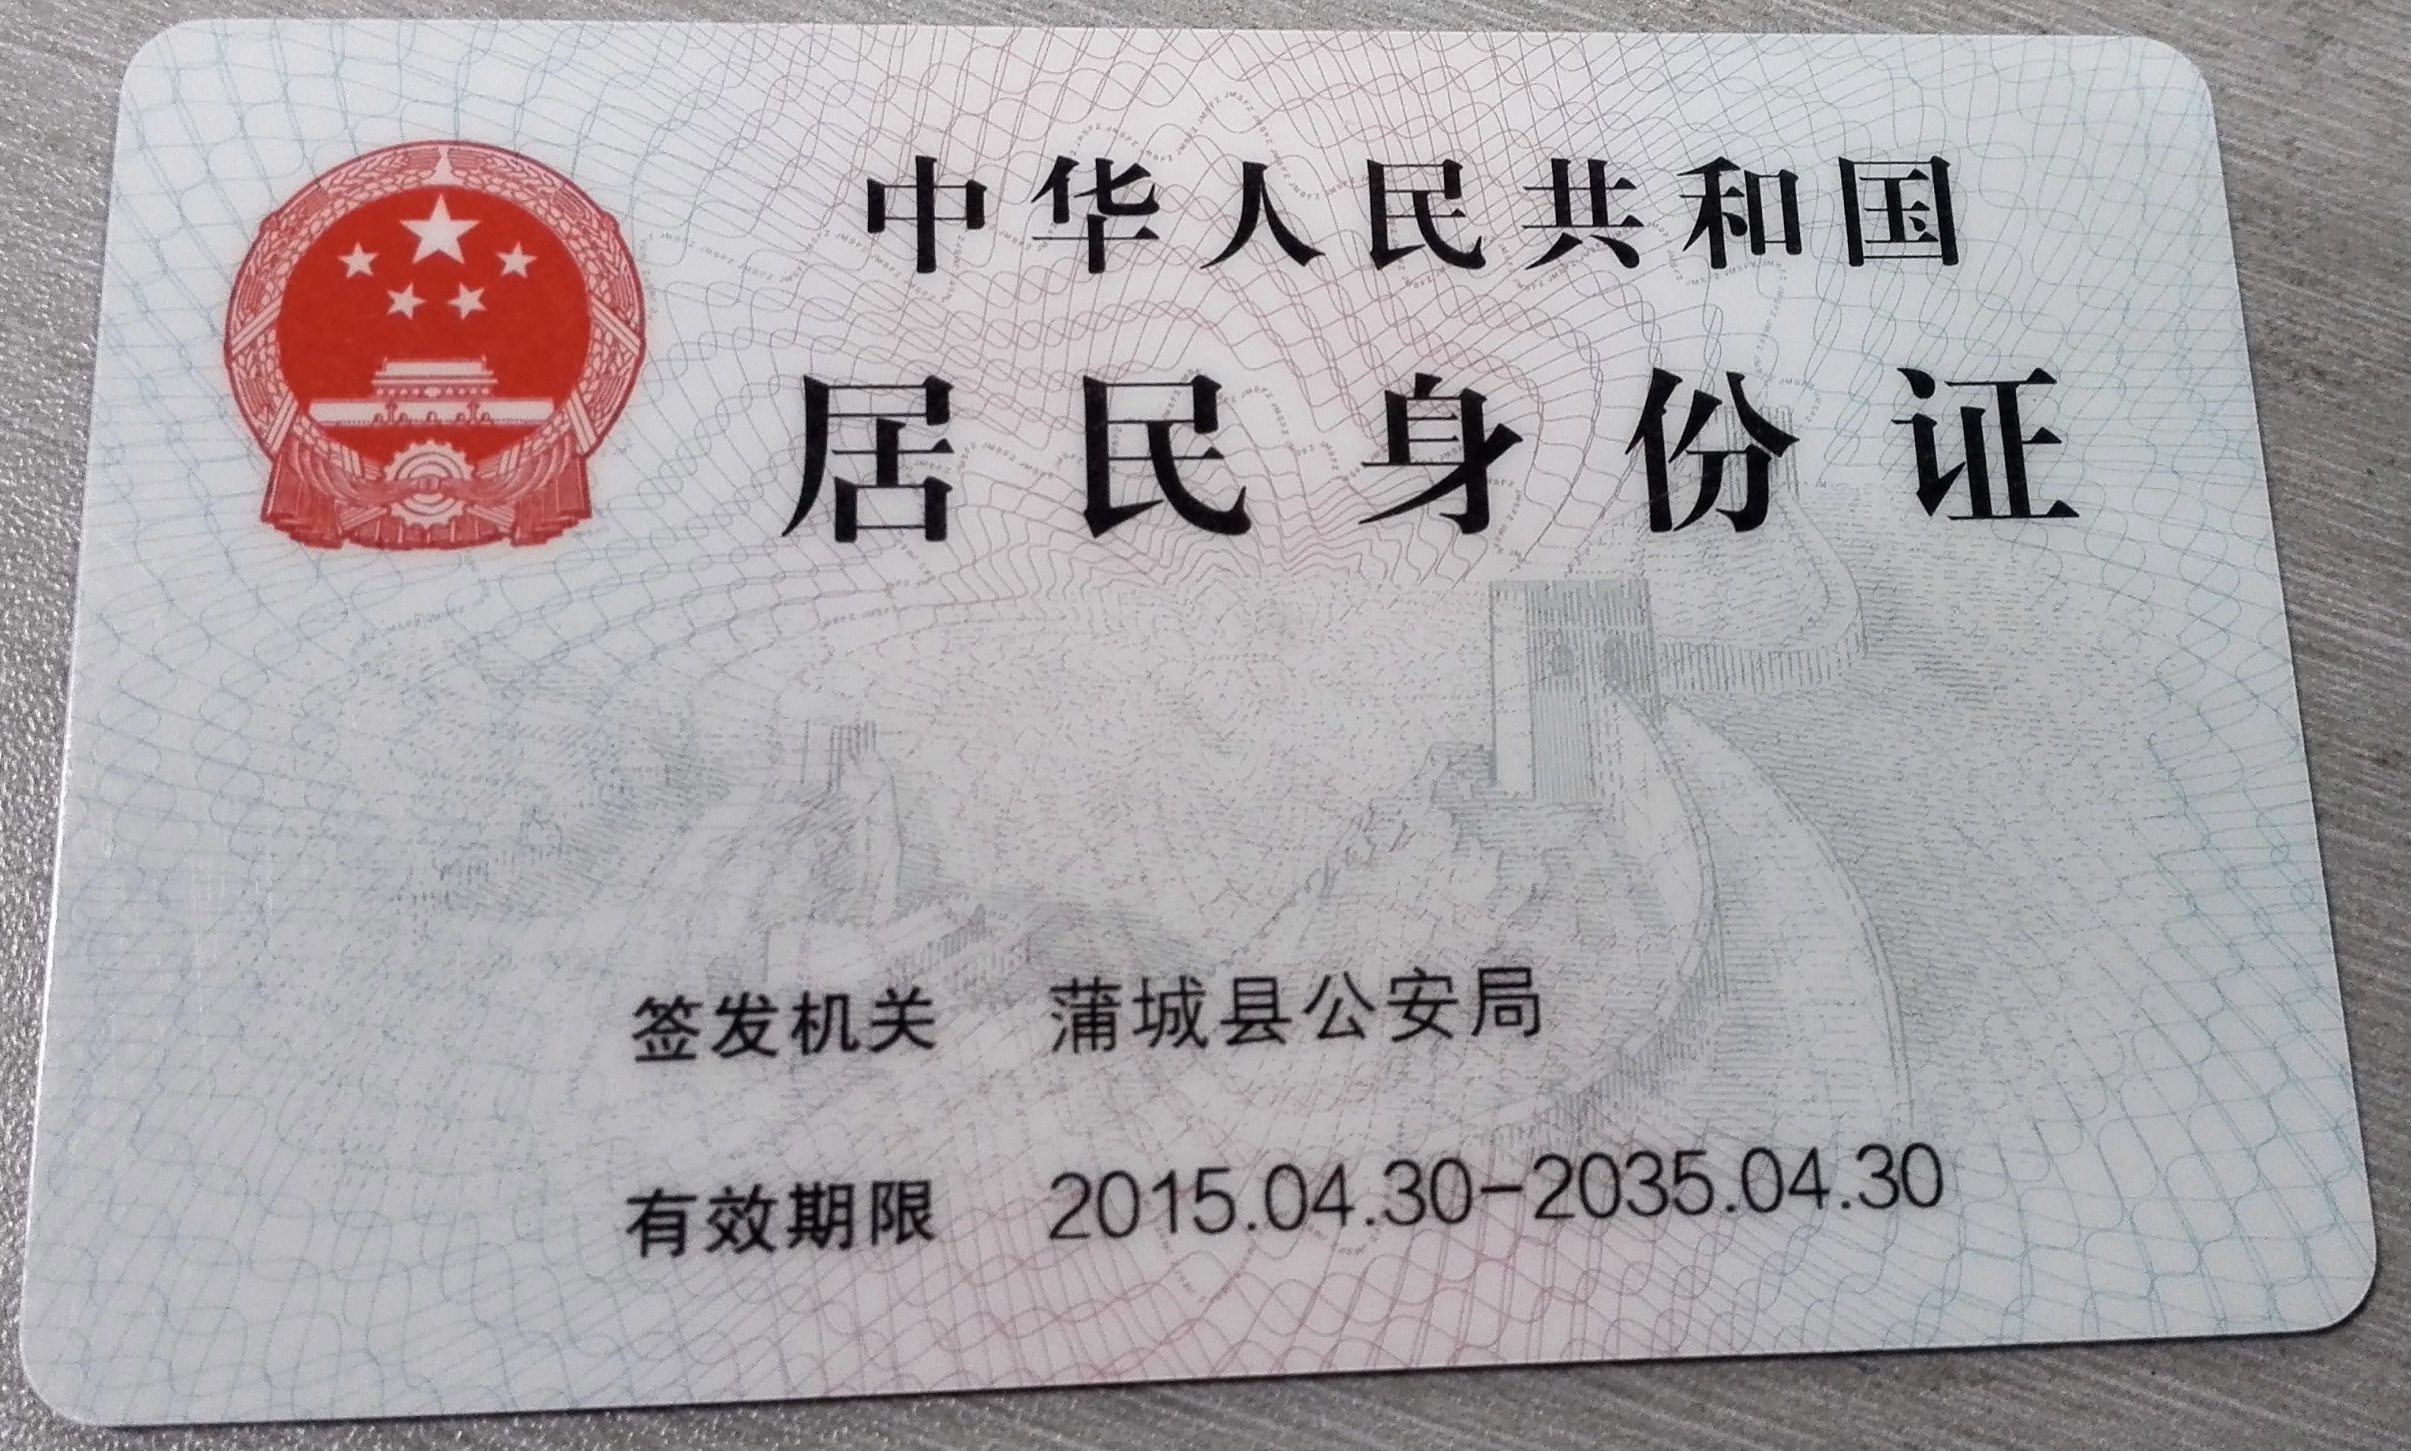 中华人民共和国
居民身份证
签发机关 蒲城县公安局
有效期限 2015.04.30-2035.04.30